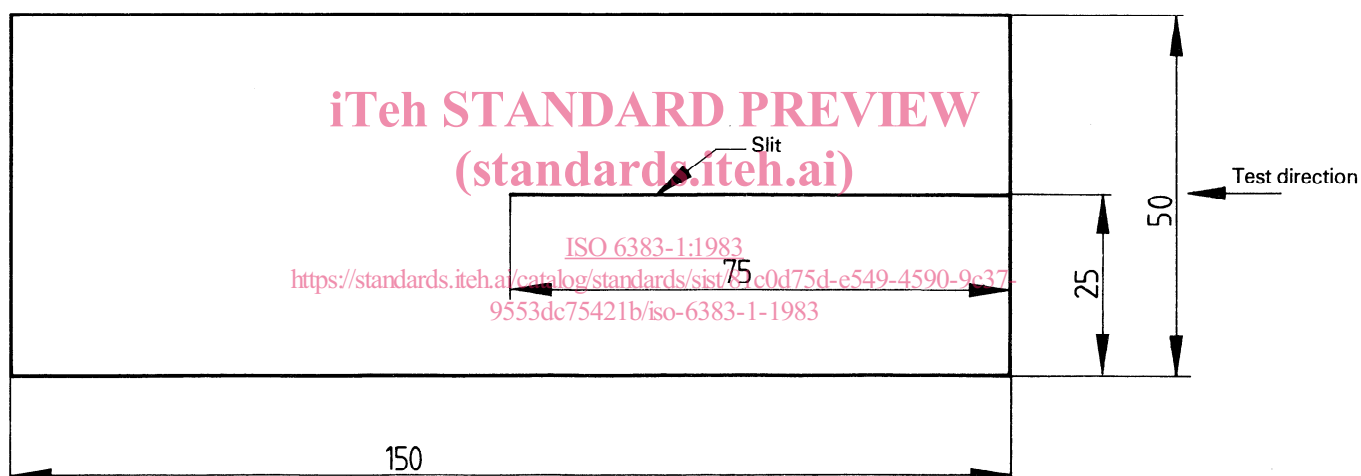 iTeh STANDARD PREVIEW
Slit
(standards.iteh.ai)
Test direction
50
ISO 6383-1:1983
75
https://standards.iteh.ai/catalog/standards/sist/81c0d75d-e549-4590-9c37-
25
9553dc75421b/iso-6383-1-1983
150